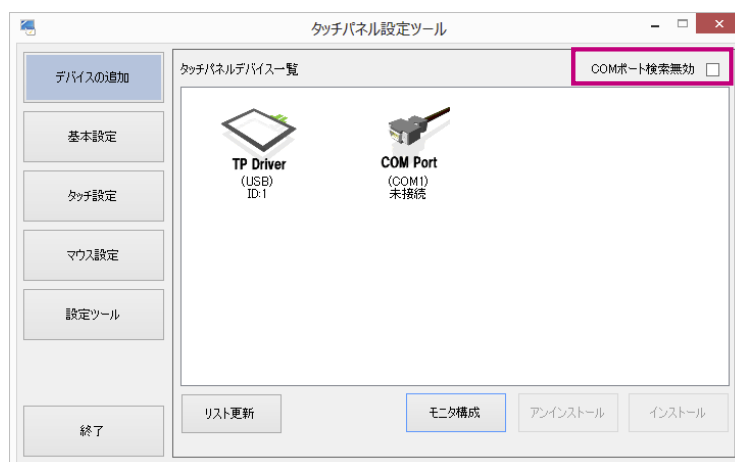 タッチパネル設定ツール
デバイスの追加
基本設定
タッチ設定
マウス設定
設定ツール
終了
タッチパネルデバイス一覧
COMポート検索無効
TP Driver
(USB)
ID:1
COM Port
(COM1)
未接続
リスト更新
モニタ構成
アンインストール
インストール